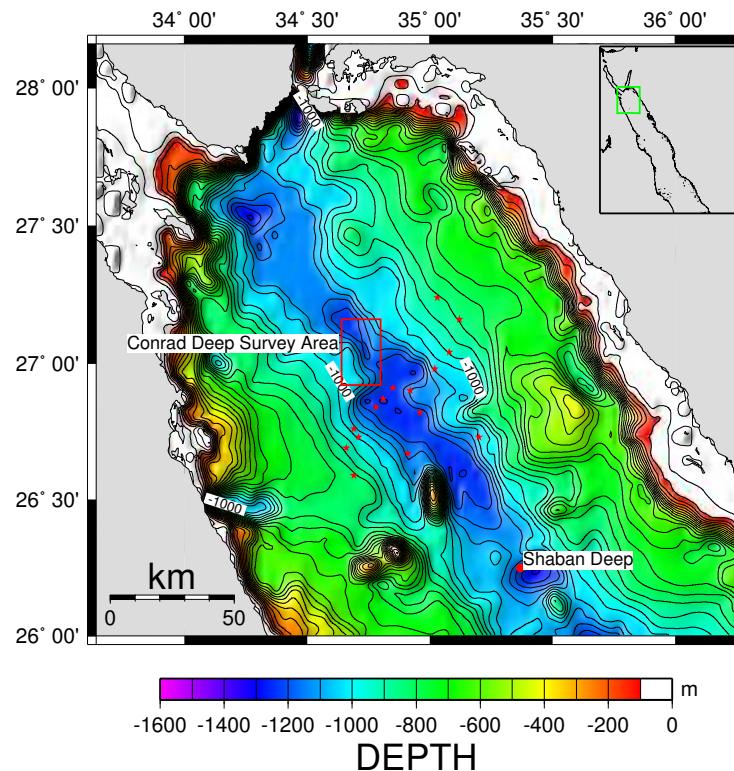 34˚ 00' 34˚ 30' 35˚ 00' 35˚ 30' 36˚ 00'
28˚ 00'
-1000
27˚ 30'
Conrad Deep Survey Area
27˚ 00'
-1000
-1000
26˚ 30'
-1000
Shaban Deep
km
0 50
26˚ 00'
m
-1600 -1400 -1200 -1000 -800 -600 -400 -200 0
DEPTH